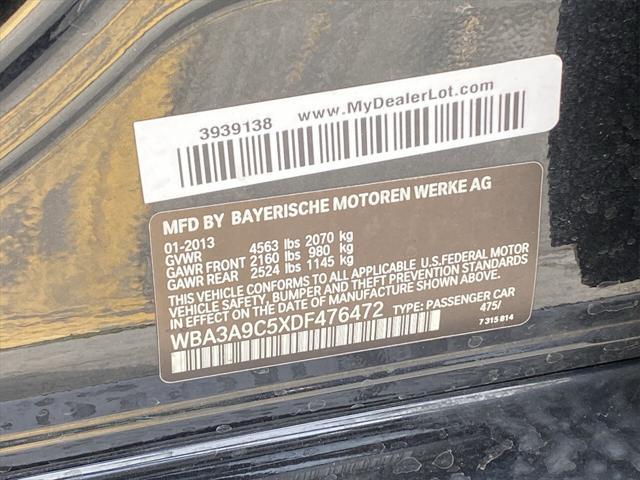 3939138 www.MyDealerLot.com
MFD BY BAYERISCHE MOTOREN WERKE AG
01-2013
GVWR 4563 lbs 2070 kg
GAWR FRONT 2160 lbs 980 kg
GAWR REAR 2524 lbs 1145 kg
THIS VEHICLE CONFORMS TO ALL APPLICABLE U.S.FEDERAL MOTOR
VEHICLE SAFETY, BUMPER, AND THEFT PREVENTION STANDARDS
IN EFFECT ON THE DATE OF MANUFACTURE SHOWN ABOVE.
WBA3A9C5XDF476472 TYPE: PASSENGER CAR
475/
7 315 814